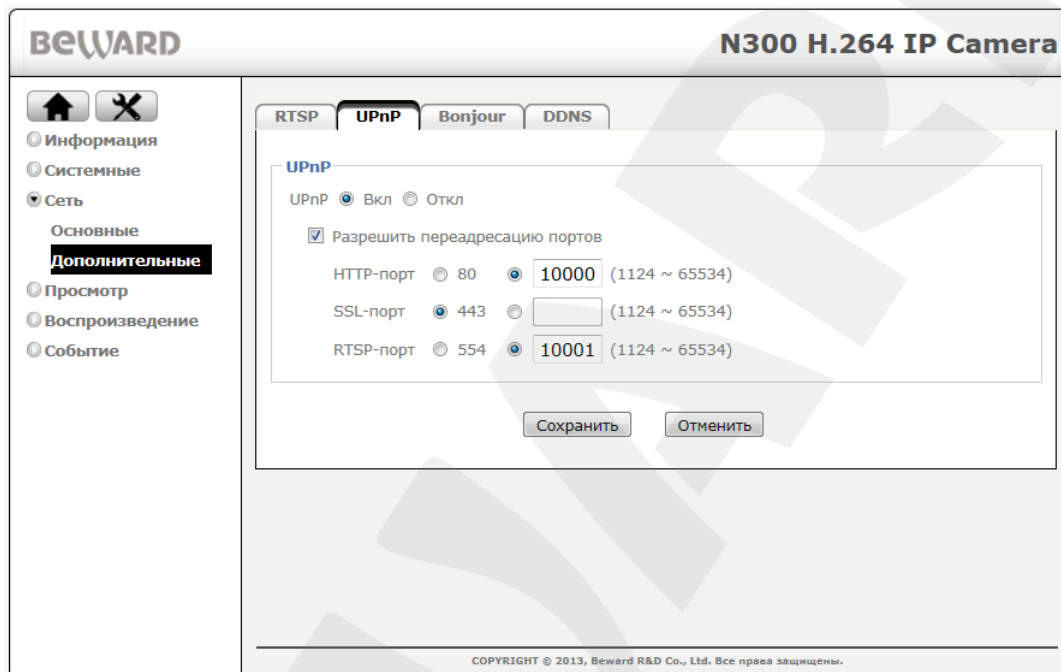 BEWARD
N300 H.264 IP Camera
Информация
Системные
Сеть
Основные
Дополнительные
Просмотр
Воспроизведение
Событие
RTSP UPnP Bonjour DDNS
UPnP
UPnP Вкл Откл
Разрешить переадресацию портов
HTTP-порт 80 10000 (1124 ~ 65534)
SSL-порт 443 (1124 ~ 65534)
RTSP-порт 554 10001 (1124 ~ 65534)
Сохранить Отменить
COPYRIGHT © 2013, Beward R&D Co., Ltd. Все права защищены.